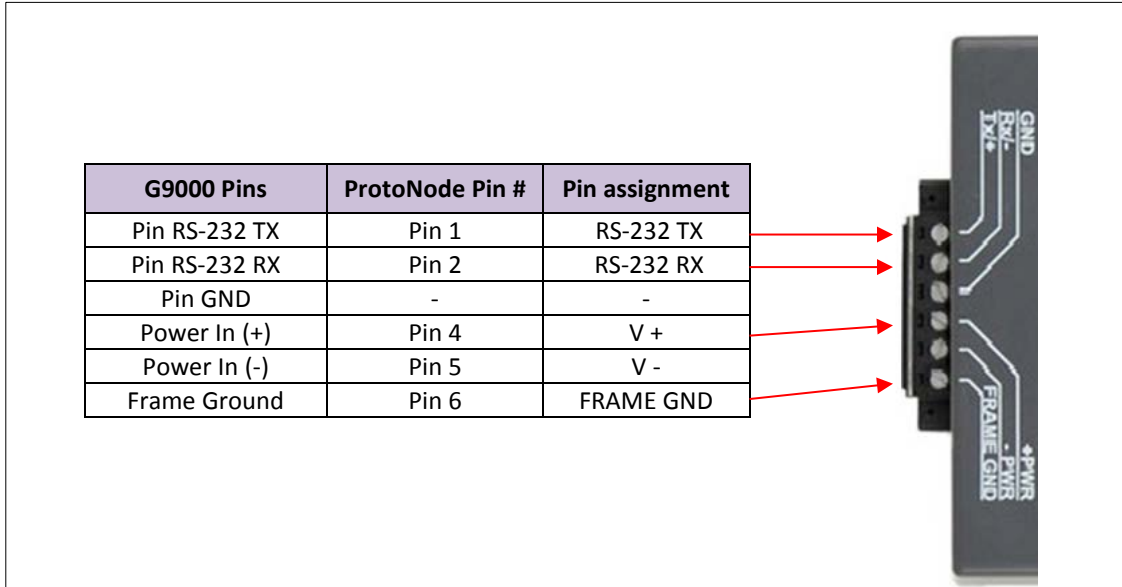 G9000 Pins ProtoNode Pin # Pin assignment
Pin RS-232 TX Pin 1 RS-232 TX
Pin RS-232 RX Pin 2 RS-232 RX
Pin GND - -
Power In (+) Pin 4 V +
Power In (-) Pin 5 V -
Frame Ground Pin 6 FRAME GND
GND
Rx/-
Tx/+
+PWR
- PWR
FRAME GND